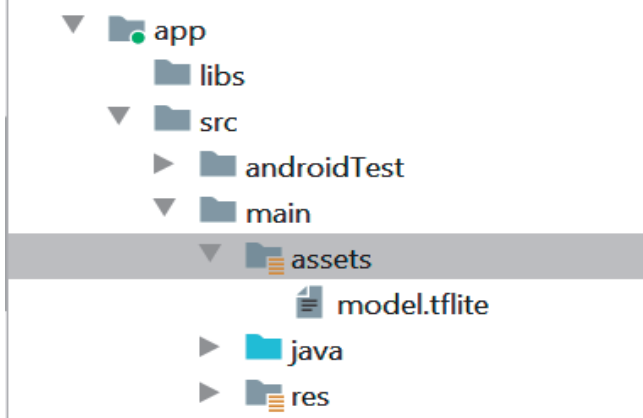 app
libs
src
androidTest
main
assets
model.tflite
java
res